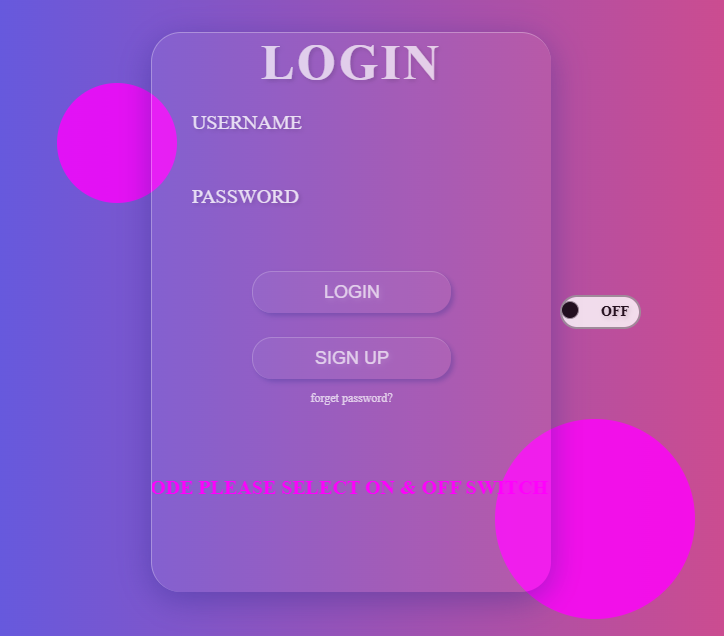 LOGIN
USERNAME
PASSWORD
LOGIN
OFF
SIGN UP
forget password?
ODE PLEASE SELECT ON & OFF SWITCH